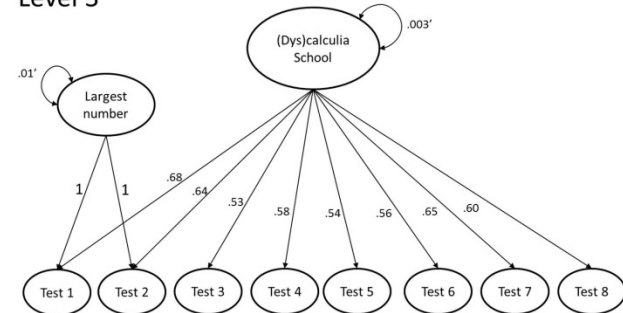 Level 3
(Dys)calculia
School
.003'
.01'
Largest
number
1
1
.68
.64
.53
.58
.54
.56
.65
.60
Test 1
Test 2
Test 3
Test 4
Test 5
Test 6
Test 7
Test 8